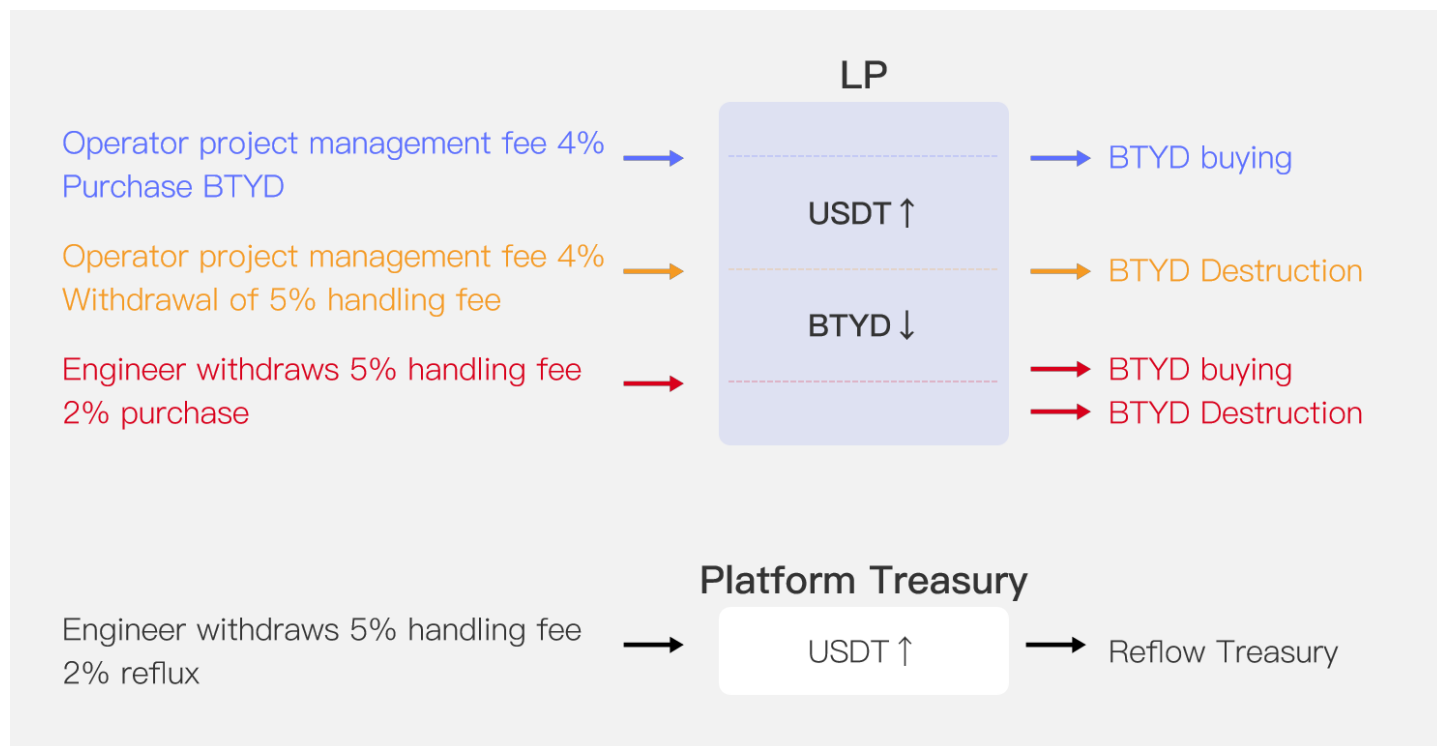 LP
Operator project management fee 4%
Purchase BTYD
BTYD buying
USDT↑
Operator project management fee 4%
Withdrawal of 5% handling fee
BTYD Destruction
BTYD↓
Engineer withdraws 5% handling fee
2% purchase
BTYD buying
BTYD Destruction
Platform Treasury
Engineer withdraws 5% handling fee
2% reflux
USDT↑
Reflow Treasury